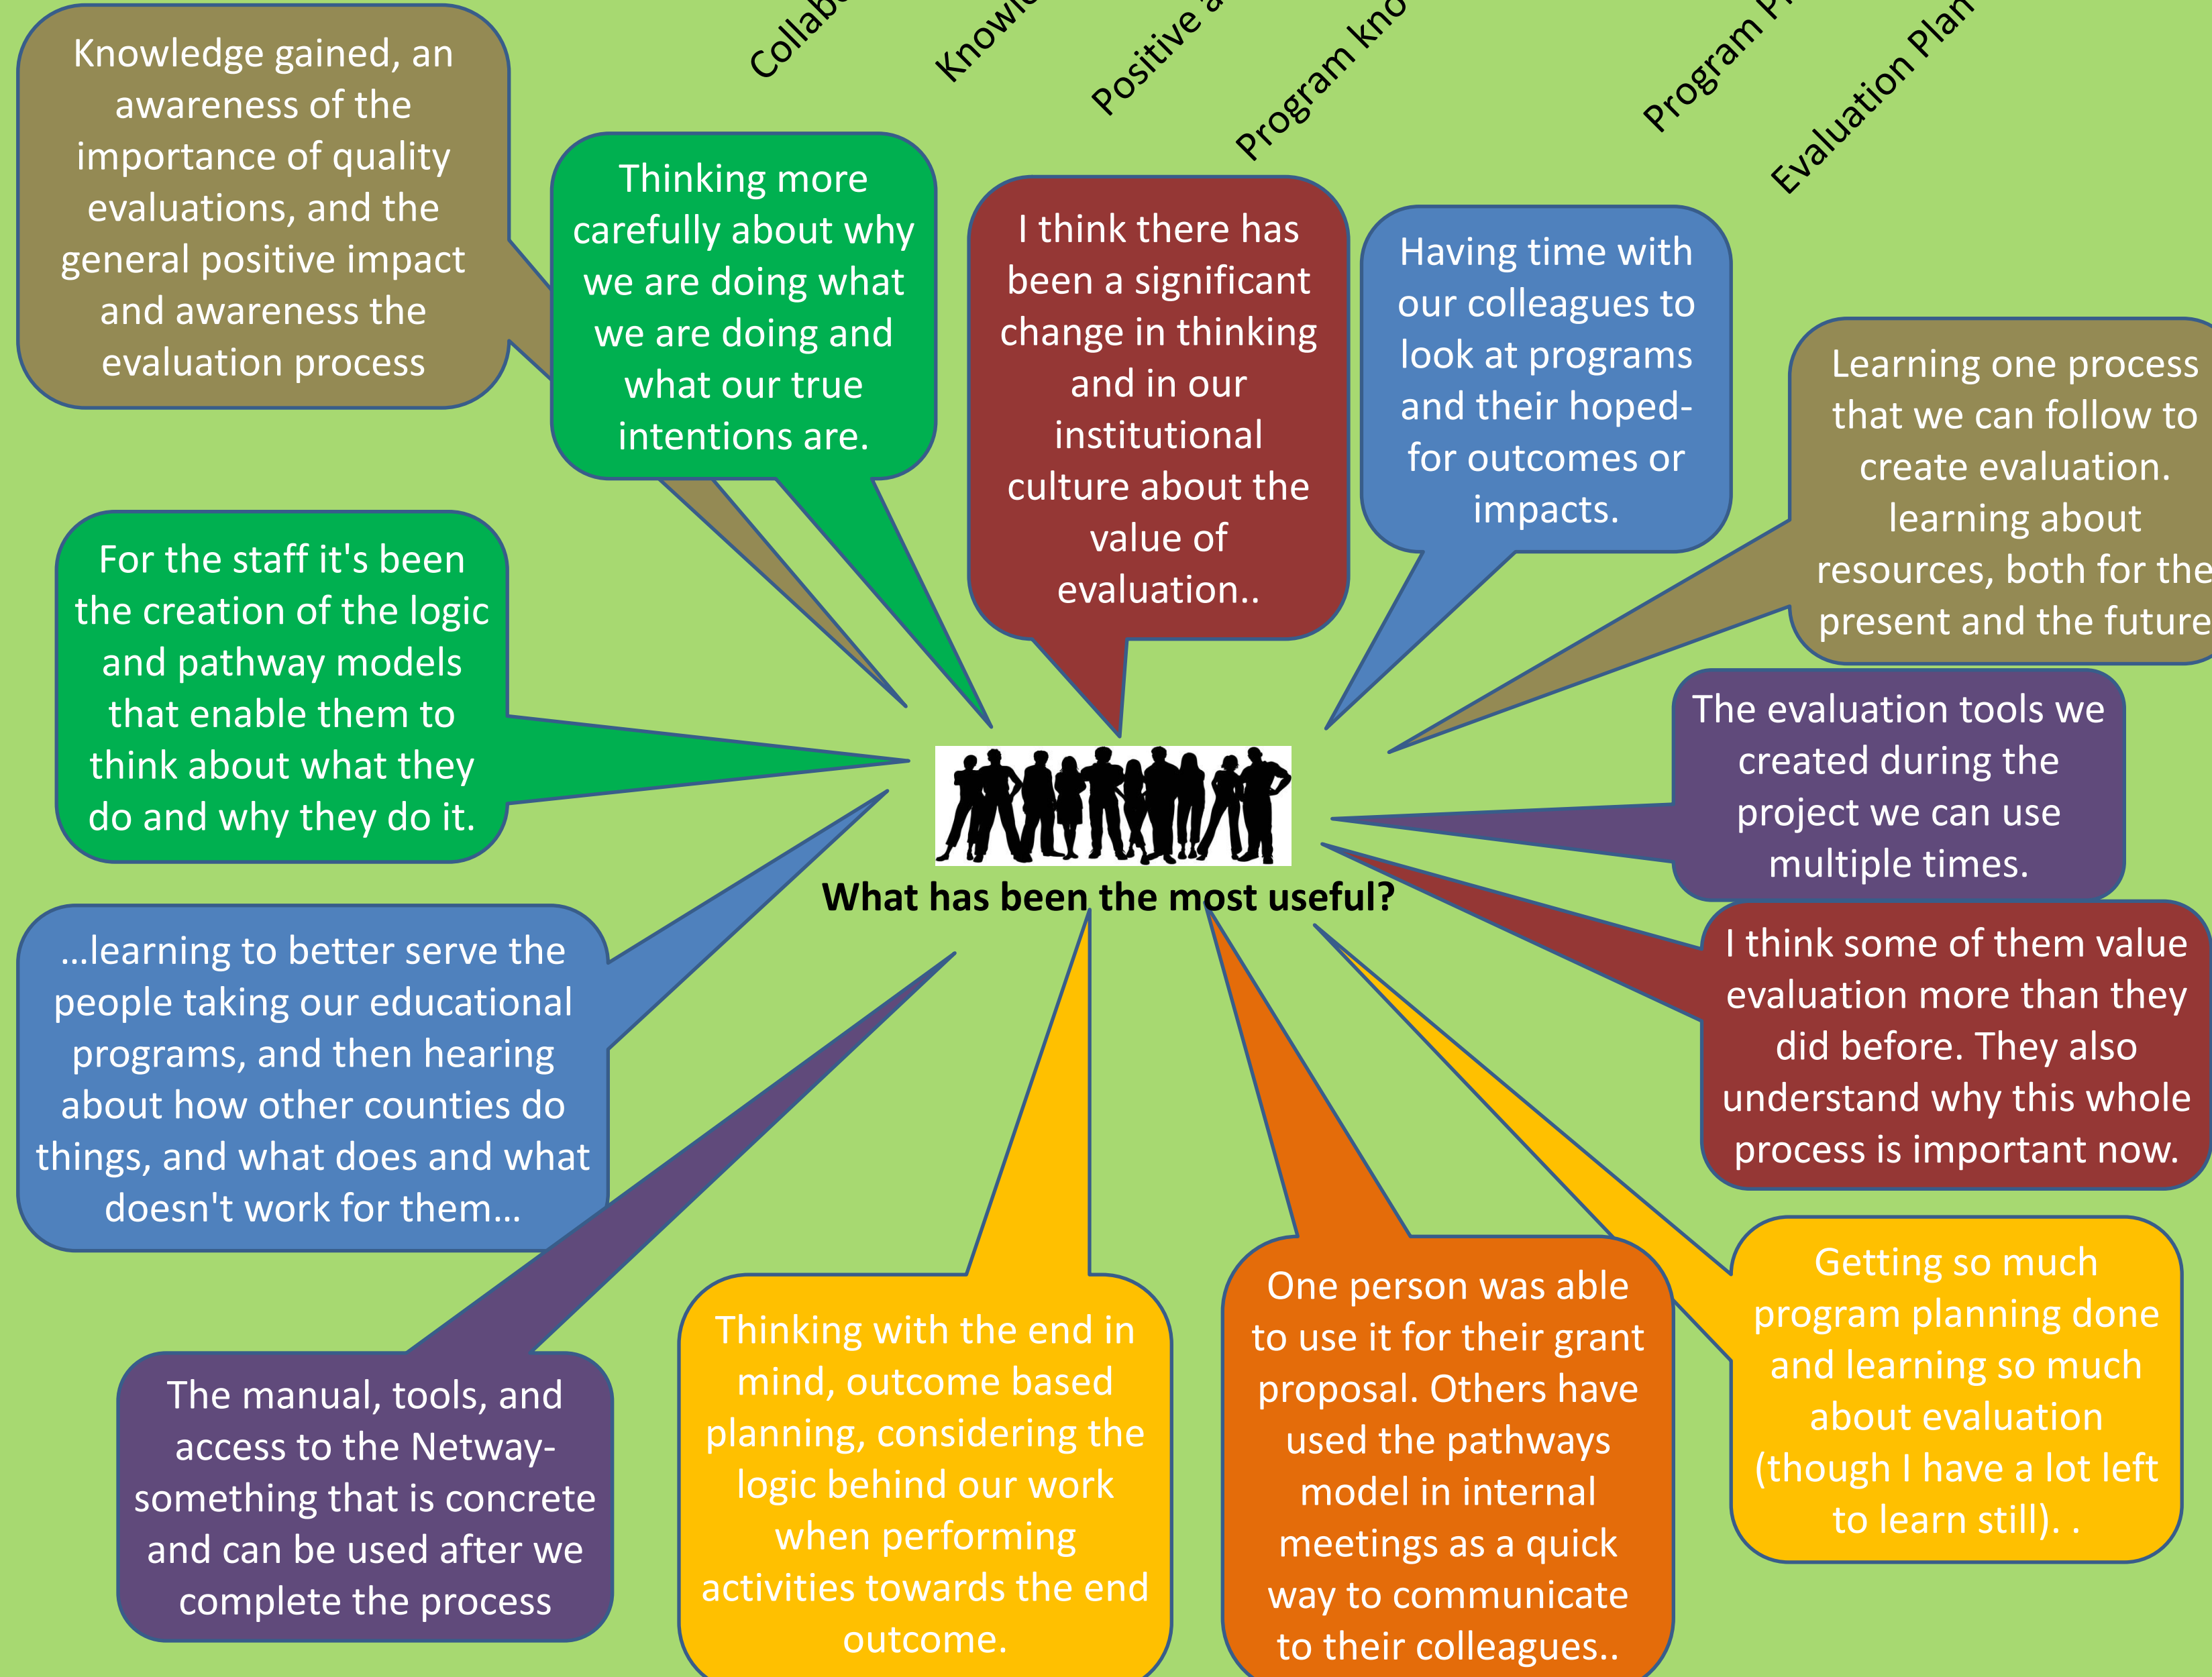 Knowledge gained, an
awareness of the
importance of quality
evaluations, and the
general positive impact
and awareness the
evaluation process
Thinking more
carefully about why
we are doing what
we are doing and
what our true
intentions are.
I think there has
been a significant
change in thinking
and in our
institutional
culture about the
value of
evaluation..
Having time with
our colleagues to
look at programs
and their hoped-
for outcomes or
impacts.
Learning one process
that we can follow to
create evaluation.
learning about
resources, both for the
present and the future
Positive
Program
Program
Evaluation Plan
For the staff it's been
the creation of the logic
and pathway models
that enable them to
think about what they
do and why they do it.
The evaluation tools we
created during the
project we can use
multiple times.
What has been the most useful?
...learning to better serve the
people taking our educational
programs, and then hearing
about how other counties do
things, and what does and what
doesn't work for them...
I think some of them value
evaluation more than they
did before. They also
understand why this whole
process is important now.
The manual, tools, and
access to the Netway-
something that is concrete
and can be used after we
complete the process
Thinking with the end in
mind, outcome based
planning, considering the
logic behind our work
when performing
activities towards the end
outcome.
One person was able
to use it for their grant
proposal. Others have
used the pathways
model in internal
meetings as a quick
way to communicate
to their colleagues..
Getting so much
program planning done
and learning so much
about evaluation
(though I have a lot left
to learn still). .